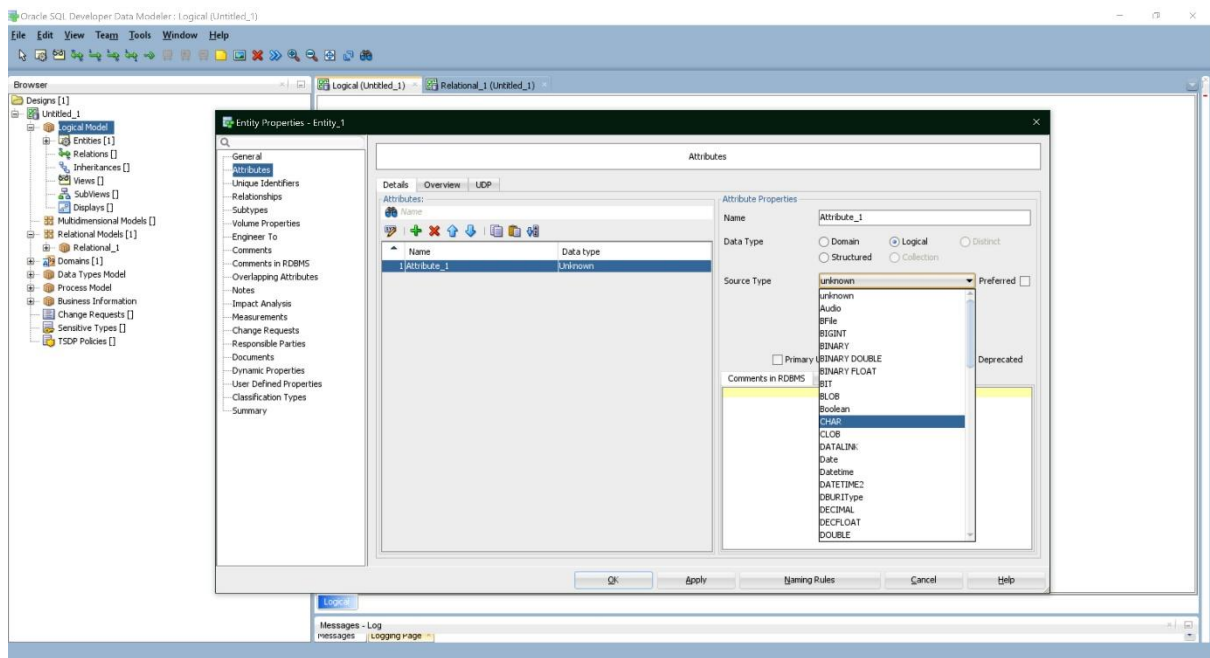 Oracle SQL Developer Data Modeler : Logical (Untitled_1)
File Edit View Team Tools Window Help
Browser
Designs [1]
Untitled_1
Logical Model
Entities [1]
Relations []
Inheritances []
Views []
SubViews []
Displays []
Multidimensional Models []
Relational Models [1]
Relational_1
Domains [1]
Data Types Model
Process Model
Business Information
Change Requests []
Sensitive Types []
TSDP Policies []
Logical (Untitled_1) Relational_1 (Untitled_1)
Entity Properties - Entity_1
General
Attributes
Unique Identifiers
Relationships
Subtypes
Volume Properties
Engineer To
Comments
Comments in RDBMS
Overlapping Attributes
Notes
Impact Analysis
Measurements
Change Requests
Responsible Parties
Documents
Dynamic Properties
User Defined Properties
Classification Types
Summary
Attributes
Details Overview UDP
Attributes:
Name
Name Data type
1 Attribute_1 Unknown
Attribute Properties
Name Attribute_1
Data Type Domain Logical Distinct
Structured Collection
Source Type unknown Preferred
unknown
Audio
BFile
BIGINT
BINARY
Primary BINARY DOUBLE Deprecated
BINARY FLOAT
Comments in RDBMS BIT
BLOB
Boolean
CHAR
CLOB
DATALINK
Date
Datetime
DATETIME2
DBURIType
DECIMAL
DECFLOAT
DOUBLE
OK Apply Naming Rules Cancel Help
Logical
Messages - Log
Messages Logging Page